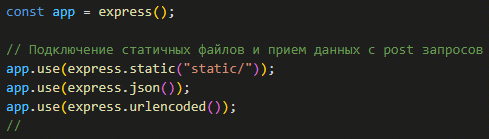 const app = express();
// Подключение статичных файлов и прием данных с post запросов
app.use(express.static("static/"));
app.use(express.json());
app.use(express.urlencoded());
//